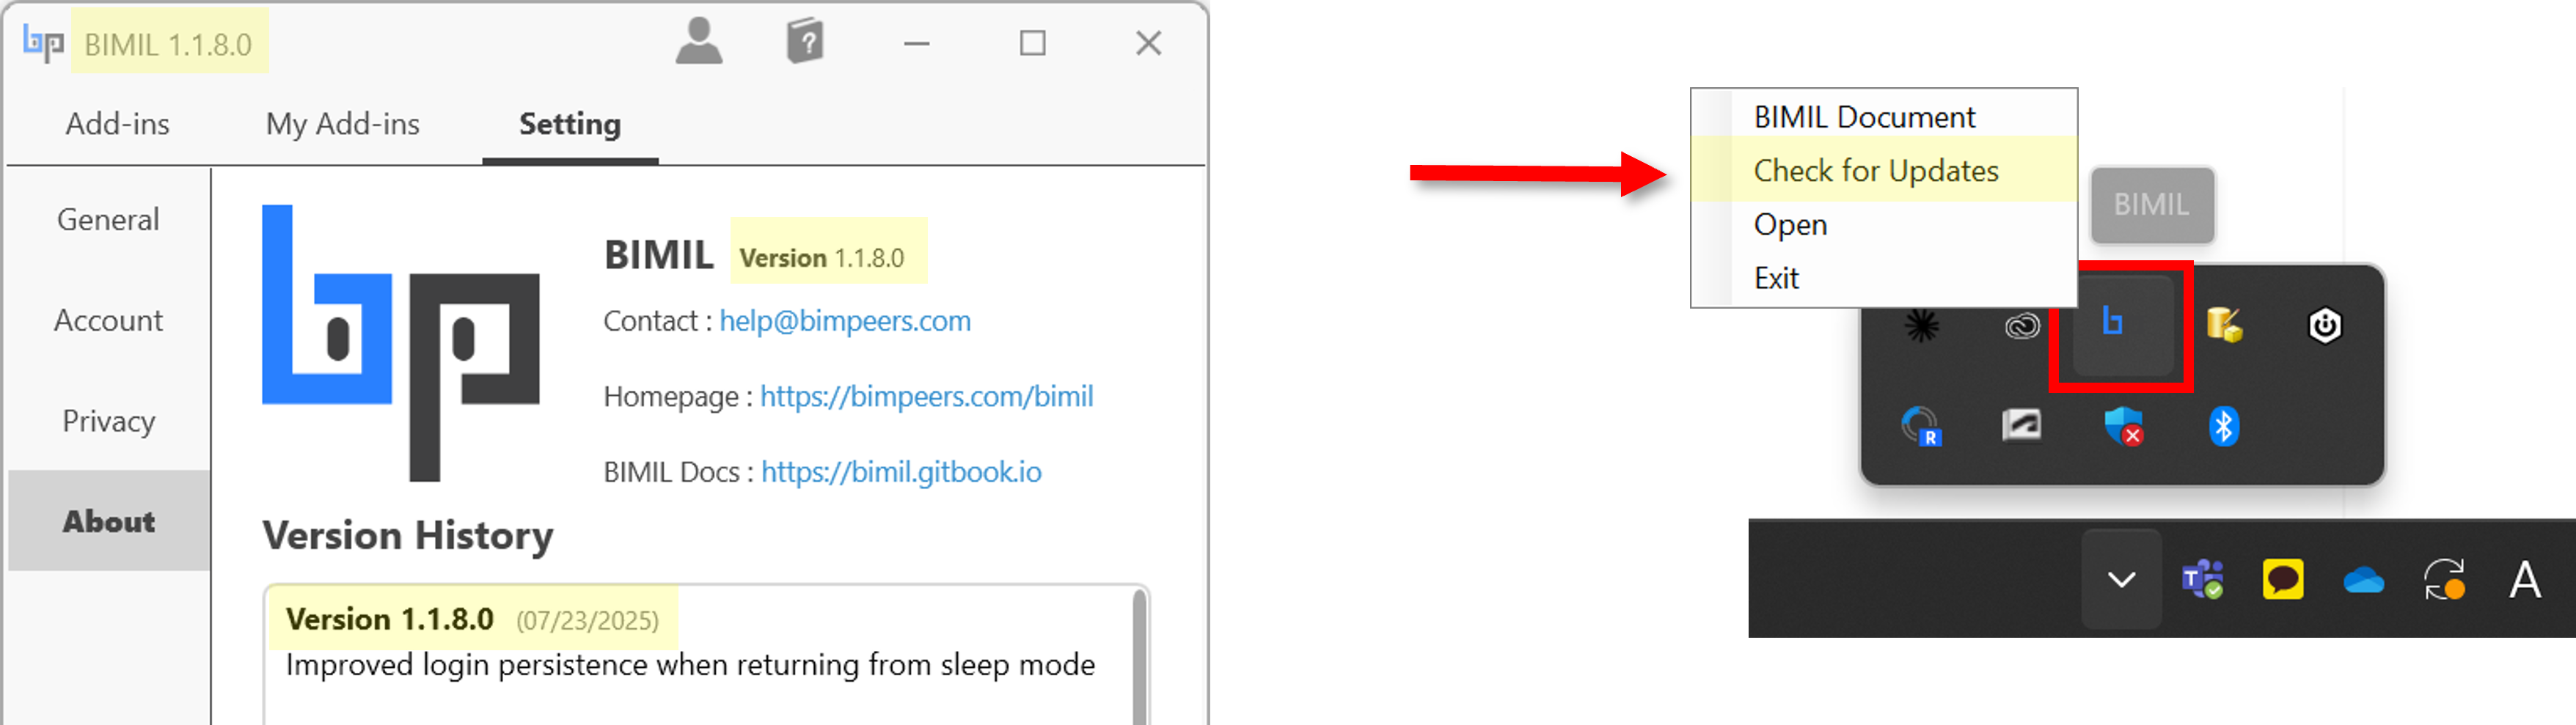 bp BIMIL 1.1.8.0
Add-ins My Add-ins Setting
General
Account
Privacy
About
bp
BIMIL Version 1.1.8.0
Contact : help@bimpeers.com
Homepage : https://bimpeers.com/bimil
BIMIL Docs : https://bimil.gitbook.io
Version History
Version 1.1.8.0 (07/23/2025)
Improved login persistence when returning from sleep mode
BIMIL Document
Check for Updates
Open
Exit
BIMIL
b
R
T
A